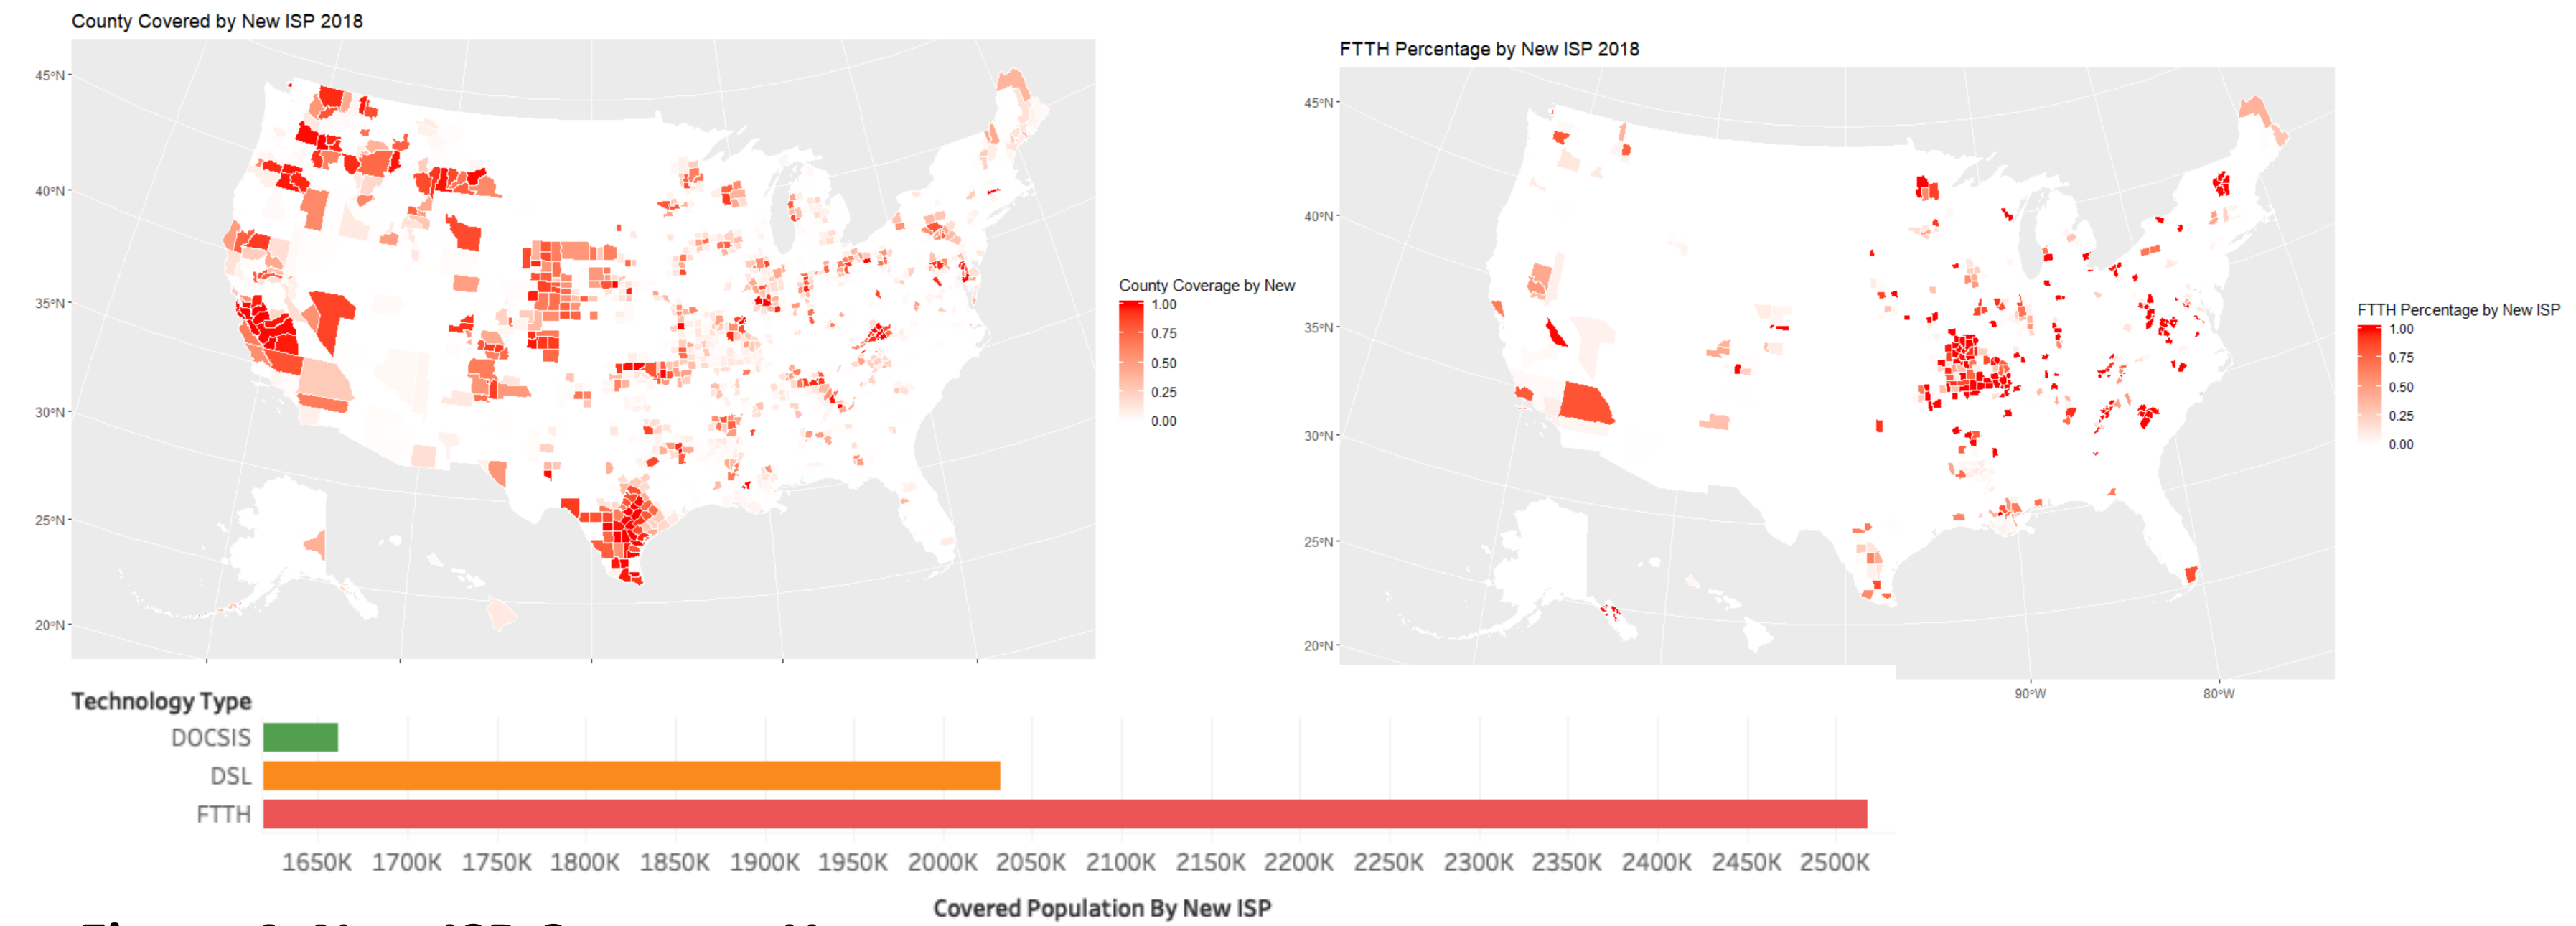 County Covered by New ISP 2018
45°N
40°N
35°N
30°N
25°N
20°N
County Coverage by New
1.00
0.75
0.50
0.25
0.00
FTTH Percentage by New ISP 2018
45°N
40°N
35°N
30°N
25°N
20°N
90°W 80°W
FTTH Percentage by New ISP
1.00
0.75
0.50
0.25
0.00
Technology Type
DOCSIS
DSL
FTTH
1650K 1700K 1750K 1800K 1850K 1900K 1950K 2000K 2050K 2100K 2150K 2200K 2250K 2300K 2350K 2400K 2450K 2500K
Covered Population By New ISP